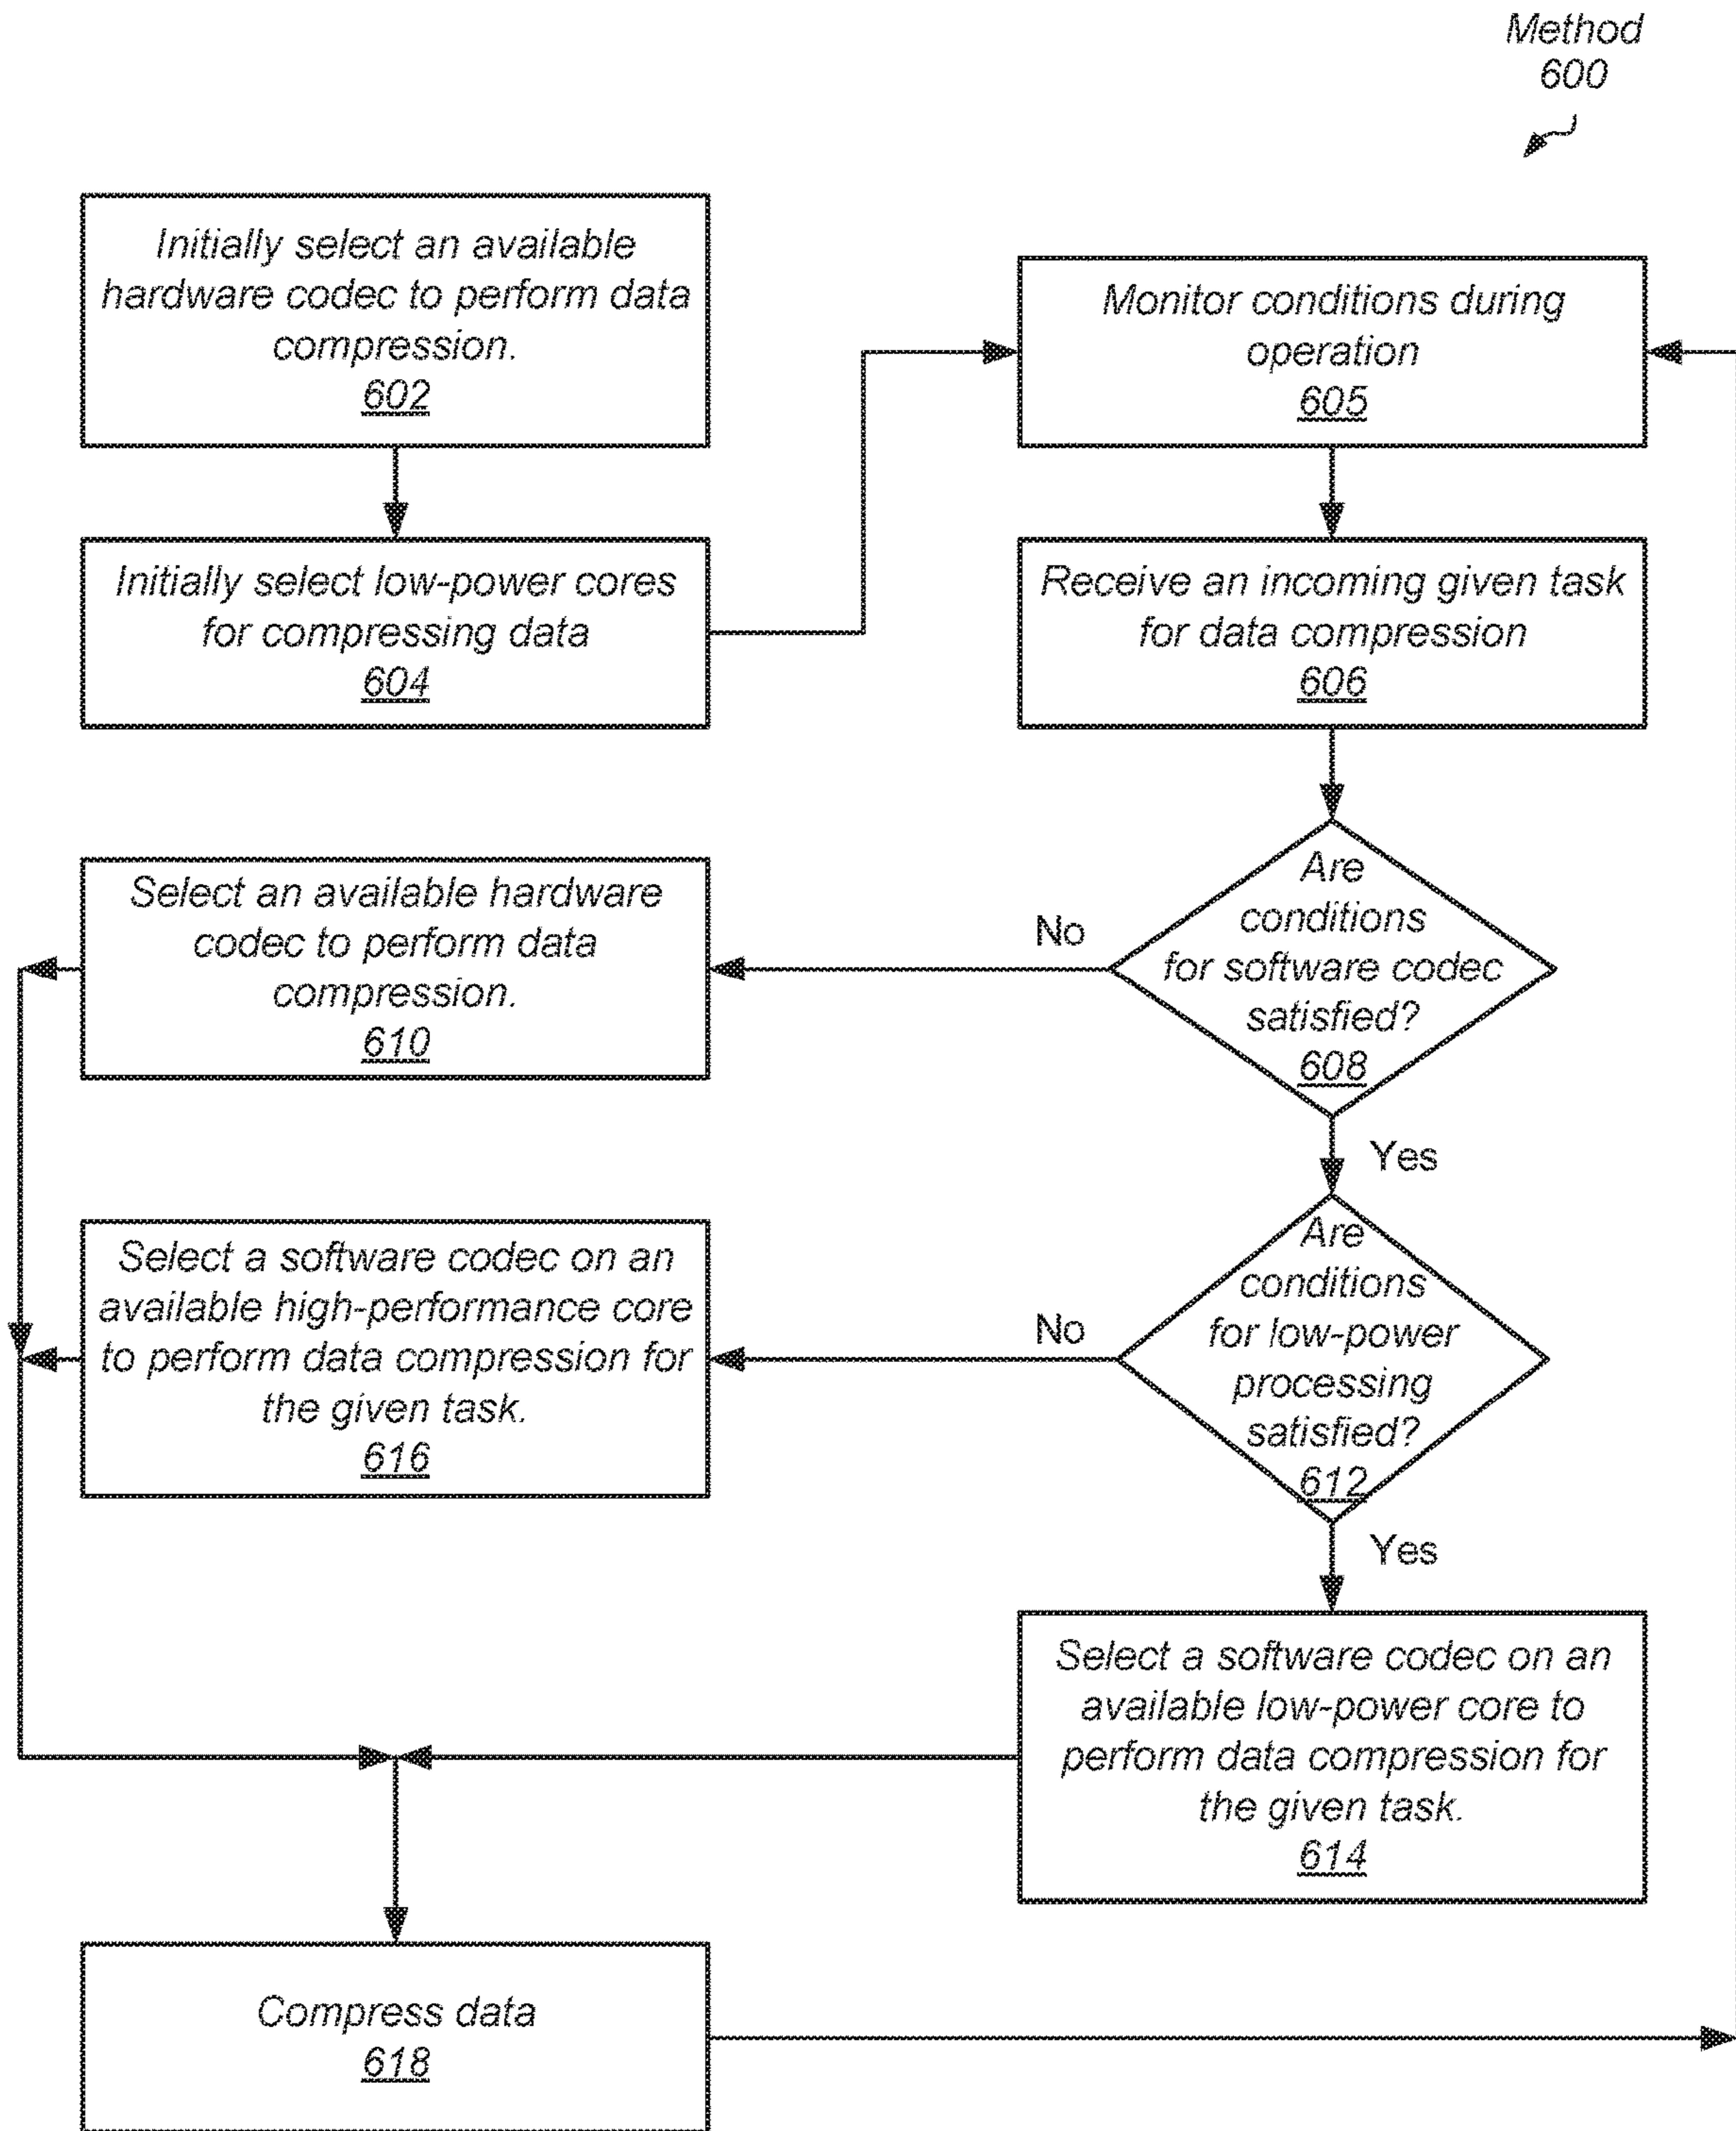 Method
600
Initially select an available
hardware codec to perform data
compression.
602
Initially select low-power cores
for compressing data
604
Monitor conditions during
operation
605
Receive an incoming given task
for data compression
606
Are
conditions
for software codec
satisfied?
608
No
Yes
Select an available hardware
codec to perform data
compression.
610
Are
conditions
for low-power
processing
satisfied?
612
No
Yes
Select a software codec on an
available high-performance core
to perform data compression for
the given task.
616
Select a software codec on an
available low-power core to
perform data compression for
the given task.
614
Compress data
618